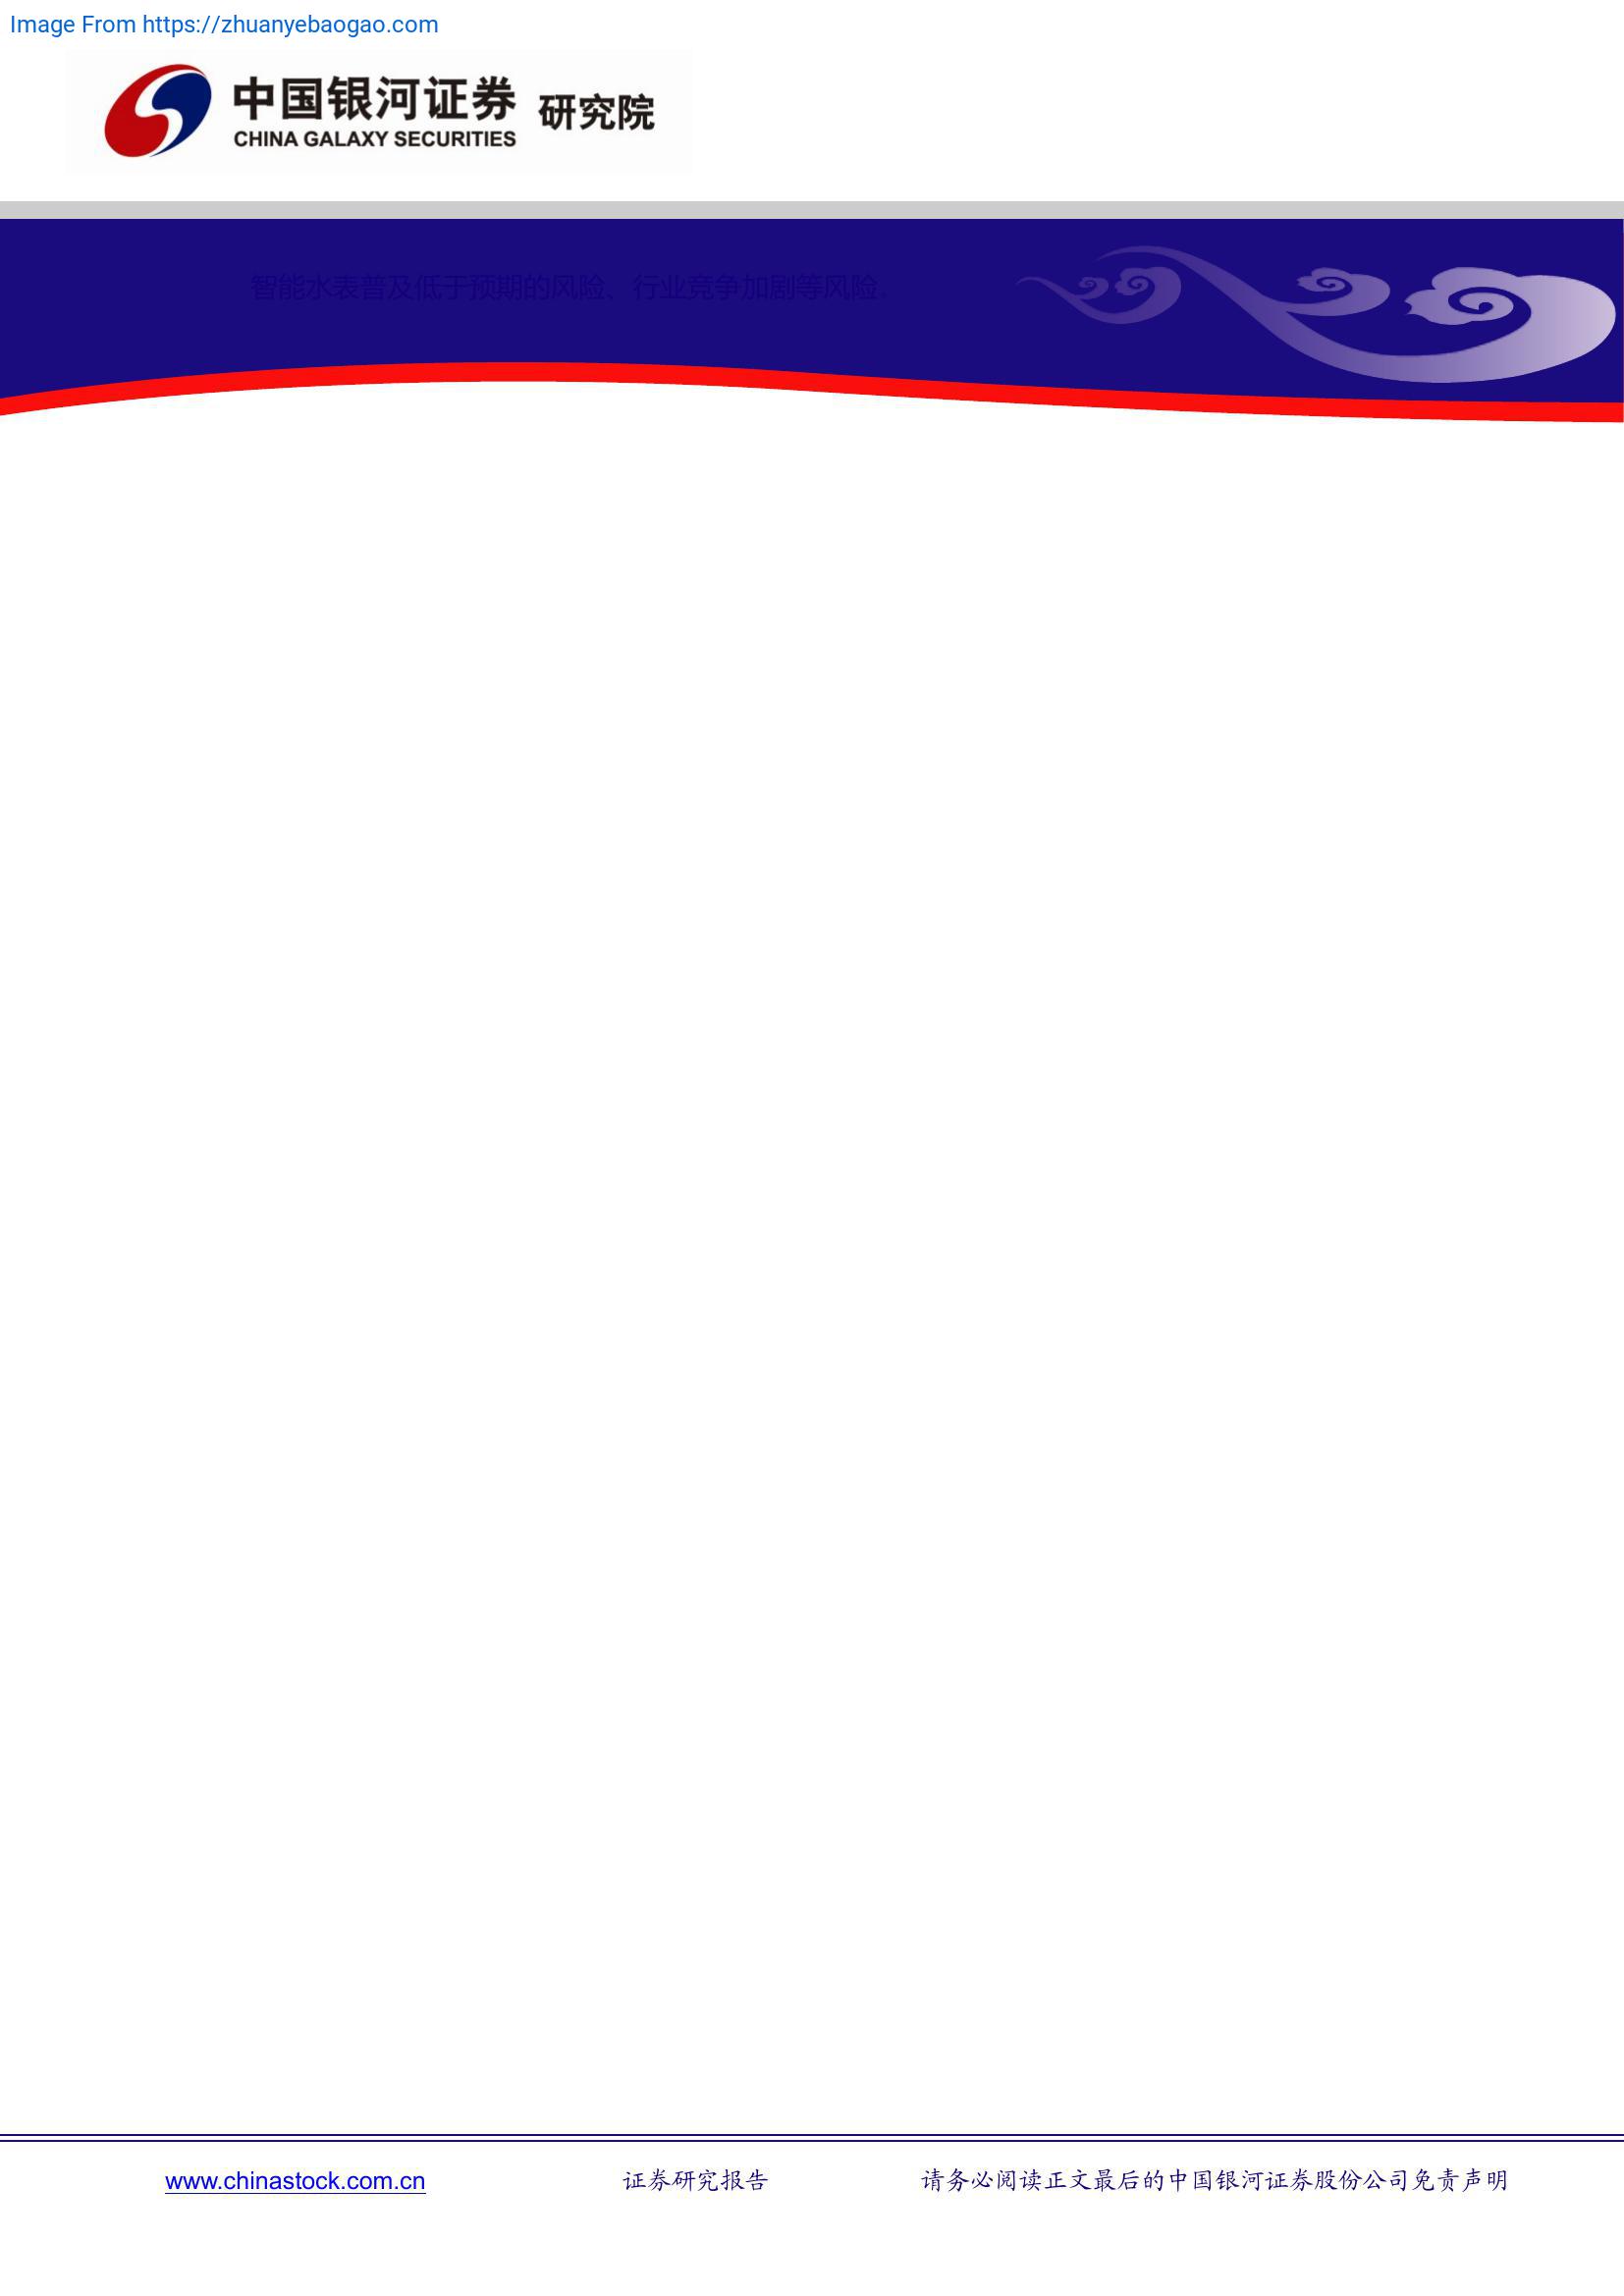 Image From https://zhuanyebaogao.com
中国银河证券 研究院
CHINA GALAXY SECURITIES
智能水表普及低于预期的风险、行业竞争加剧等风险.
www.chinastock.com.cn 证券研究报告 请务必阅读正文最后的中国银河证券股份公司免责声明